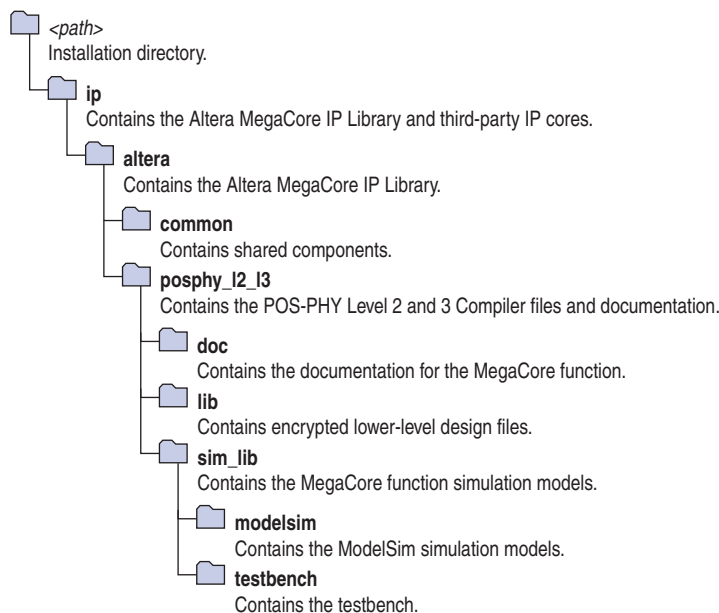 <path>
Installation directory.
ip
Contains the Altera MegaCore IP Library and third-party IP cores.
altera
Contains the Altera MegaCore IP Library.
common
Contains shared components.
posphy_l2_l3
Contains the POS-PHY Level 2 and 3 Compiler files and documentation.
doc
Contains the documentation for the MegaCore function.
lib
Contains encrypted lower-level design files.
sim_lib
Contains the MegaCore function simulation models.
modelsim
Contains the ModelSim simulation models.
testbench
Contains the testbench.